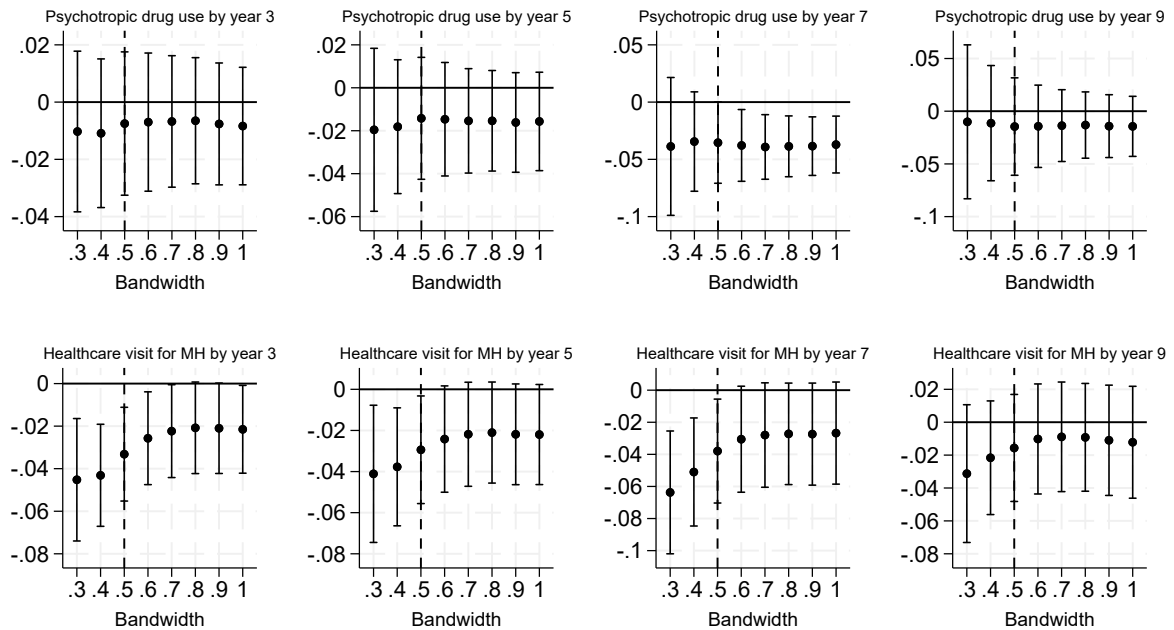 Psychotropic drug use by year 3
.02
0
-.02
-.04
.3 .4 .5 .6 .7 .8 .9 1
Bandwidth
Psychotropic drug use by year 5
.02
0
-.02
-.04
-.06
.3 .4 .5 .6 .7 .8 .9 1
Bandwidth
Psychotropic drug use by year 7
.05
0
-.05
-.1
.3 .4 .5 .6 .7 .8 .9 1
Bandwidth
Psychotropic drug use by year 9
.05
0
-.05
-.1
.3 .4 .5 .6 .7 .8 .9 1
Bandwidth
Healthcare visit for MH by year 3
0
-.02
-.04
-.06
-.08
.3 .4 .5 .6 .7 .8 .9 1
Bandwidth
Healthcare visit for MH by year 5
0
-.02
-.04
-.06
-.08
.3 .4 .5 .6 .7 .8 .9 1
Bandwidth
Healthcare visit for MH by year 7
0
-.02
-.04
-.06
-.08
-.1
.3 .4 .5 .6 .7 .8 .9 1
Bandwidth
Healthcare visit for MH by year 9
.02
0
-.02
-.04
-.06
-.08
.3 .4 .5 .6 .7 .8 .9 1
Bandwidth